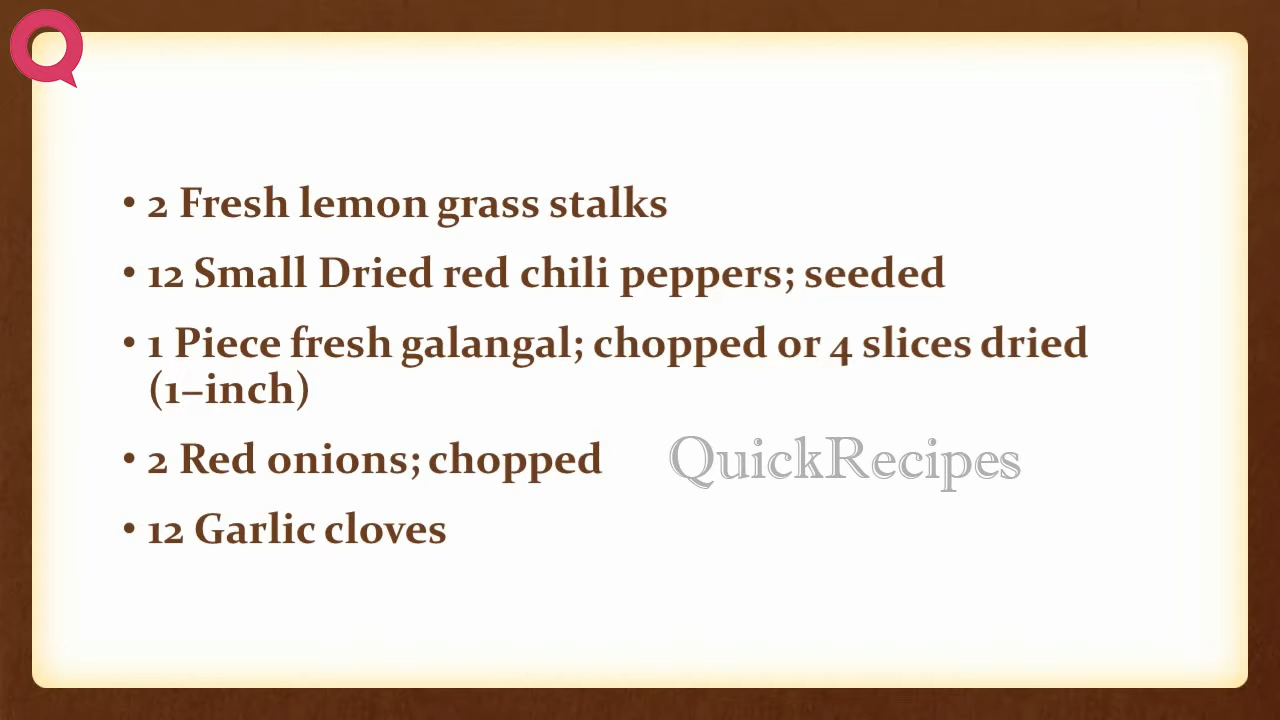 • 2 Fresh lemon grass stalks
• 12 Small Dried red chili peppers; seeded
• 1 Piece fresh galangal; chopped or 4 slices dried
(1–inch)
• 2 Red onions; chopped
QuickRecipes
• 12 Garlic cloves